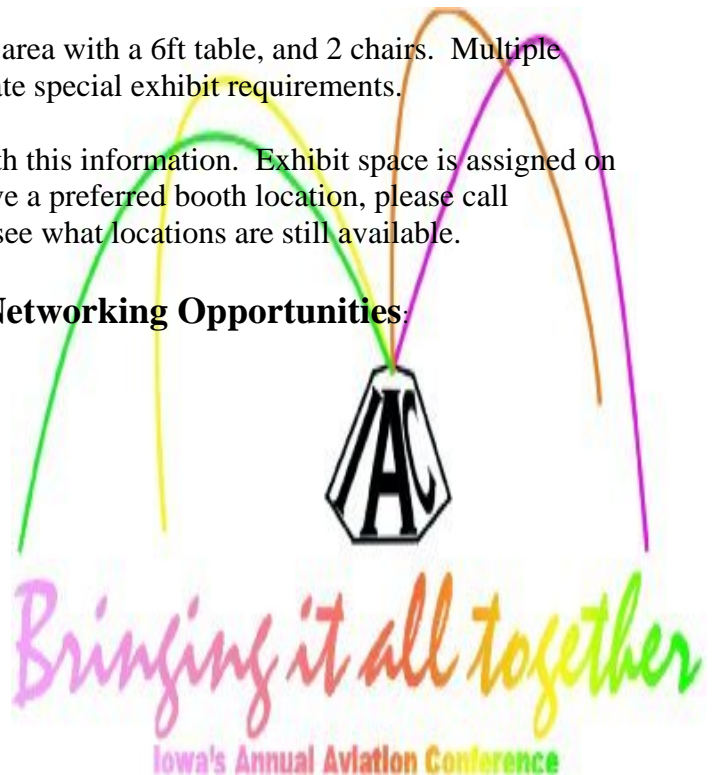 area with a 6ft table, and 2 chairs. Multiple
ate special exhibit requirements.
th this information. Exhibit space is assigned on
ve a preferred booth location, please call
see what locations are still available.
Networking Opportunities:
IAC
Bringing it all together
Iowa's Annual Aviation Conference